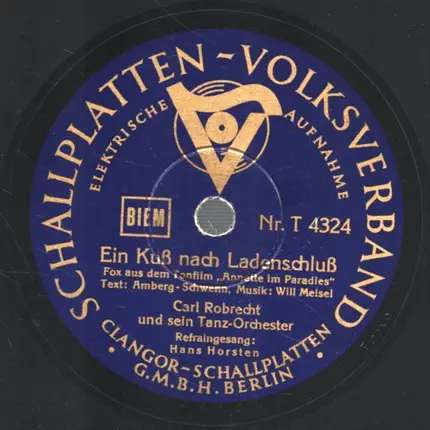 SCHALLPLATTEN-VOLKSVERBAND
ELEKTRISCHE AUFNAHME
BIEM
Nr. T 4324
Ein Kuß nach Ladenschluß
Fox aus dem Tonfilm „Annette im Paradies"
Text: Amberg-Schwenn, Musik: Will Meisel
Carl Robrecht
und sein Tanz-Orchester
Refraingesang:
Hans Horsten
CLANGOR-SCHALLPLATTEN
G.M.B.H. BERLIN